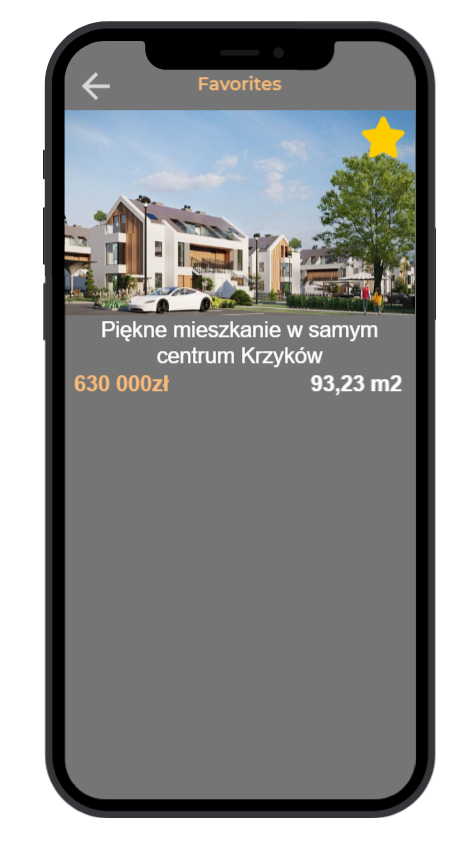 Favorites
Piękne mieszkanie w samym
centrum Krzyków
630 000zł
93,23 m2